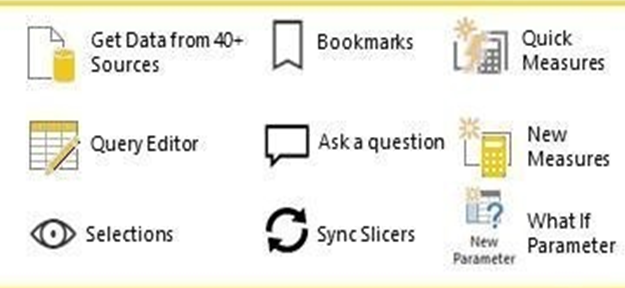 Get Data from 40+
Sources
Bookmarks
Quick
Measures
Query Editor
Ask a question
New
Measures
Selections
Sync Slicers
New
Parameter
What If
Parameter